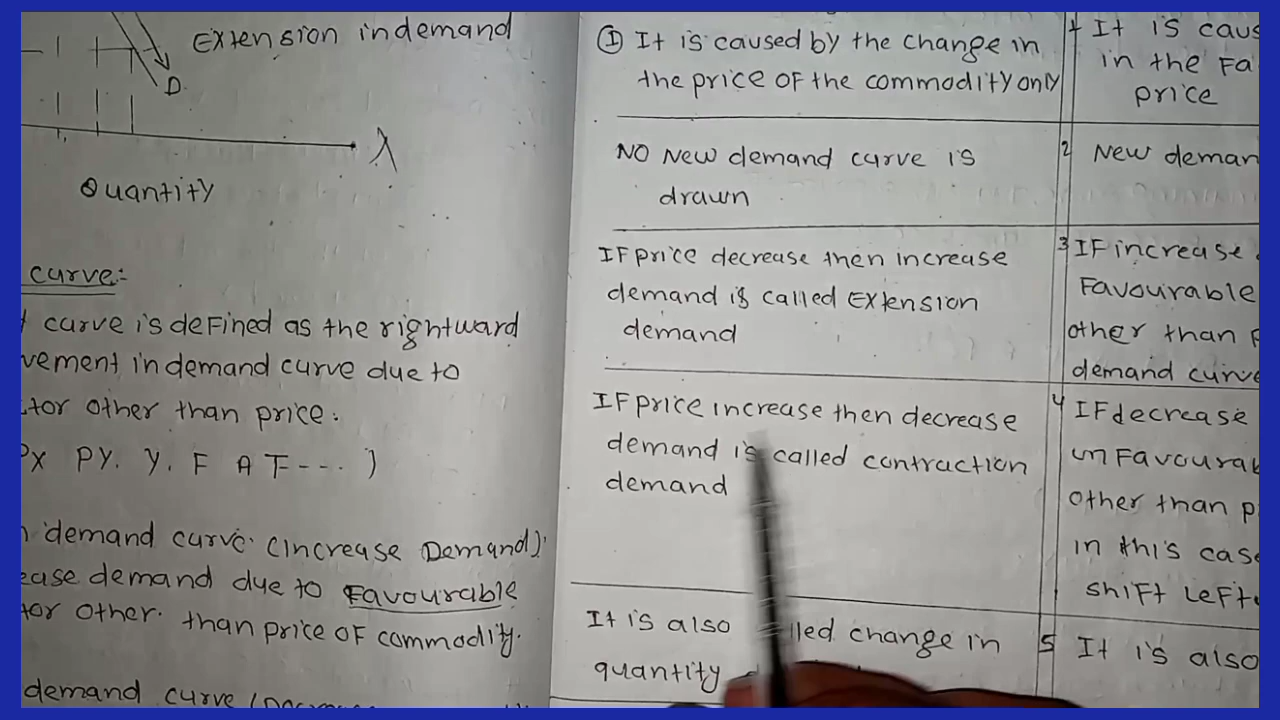 Extension in demand
D
X
Quantity
curve:-
curve is defined as the rightward
vement in demand curve due to
tor other than price.
PX PY. Y. F A T --- )
demand curve (Increase Demand).
ease demand due to Favourable
tor other than price of commodity.
demand curve
① It is caused by the change in
the price of the commodity only
No New demand curve is
drawn
If price decrease then increase
demand is called Extension
demand
If price increase then decrease
demand is called contraction
demand
It is also lled change in
quantity
1 It is caus
in the Fa
price
2 New deman
3 If increase
Favourable
other than P
demand curve
4 If decrease
unFavourab
other than p
in this case
shift Left
5 It is also